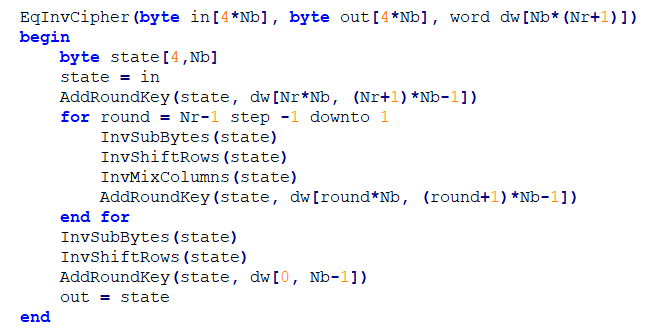 EqInvCipher(byte in[4*Nb], byte out[4*Nb], word dw[Nb*(Nr+1)])
begin
    byte state[4,Nb]
    state = in
    AddRoundKey(state, dw[Nr*Nb, (Nr+1)*Nb-1])
    for round = Nr-1 step -1 downto 1
        InvSubBytes(state)
        InvShiftRows(state)
        InvMixColumns(state)
        AddRoundKey(state, dw[round*Nb, (round+1)*Nb-1])
    end for
    InvSubBytes(state)
    InvShiftRows(state)
    AddRoundKey(state, dw[0, Nb-1])
    out = state
end